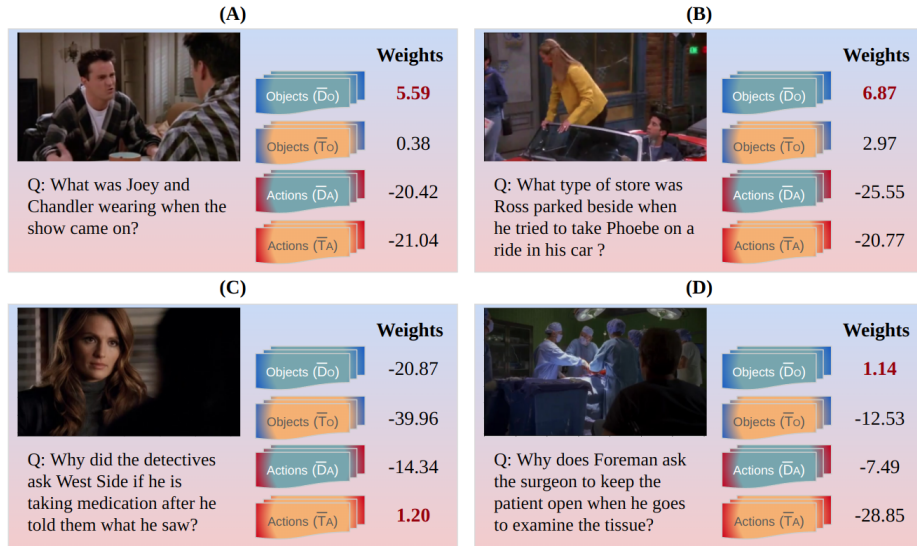 (A)
Weights
Objects (D̅o)
5.59
Objects (T̅o)
0.38
Actions (D̅A)
-20.42
Actions (T̅A)
-21.04
Q: What was Joey and
Chandler wearing when the
show came on?
(B)
Weights
Objects (D̅o)
6.87
Objects (T̅o)
2.97
Actions (D̅A)
-25.55
Actions (T̅A)
-20.77
Q: What type of store was
Ross parked beside when
he tried to take Phoebe on a
ride in his car ?
(C)
Weights
Objects (D̅o)
-20.87
Objects (T̅o)
-39.96
Actions (D̅A)
-14.34
Actions (T̅A)
1.20
Q: Why did the detectives
ask West Side if he is
taking medication after he
told them what he saw?
(D)
Weights
Objects (D̅o)
1.14
Objects (T̅o)
-12.53
Actions (D̅A)
-7.49
Actions (T̅A)
-28.85
Q: Why does Foreman ask
the surgeon to keep the
patient open when he goes
to examine the tissue?